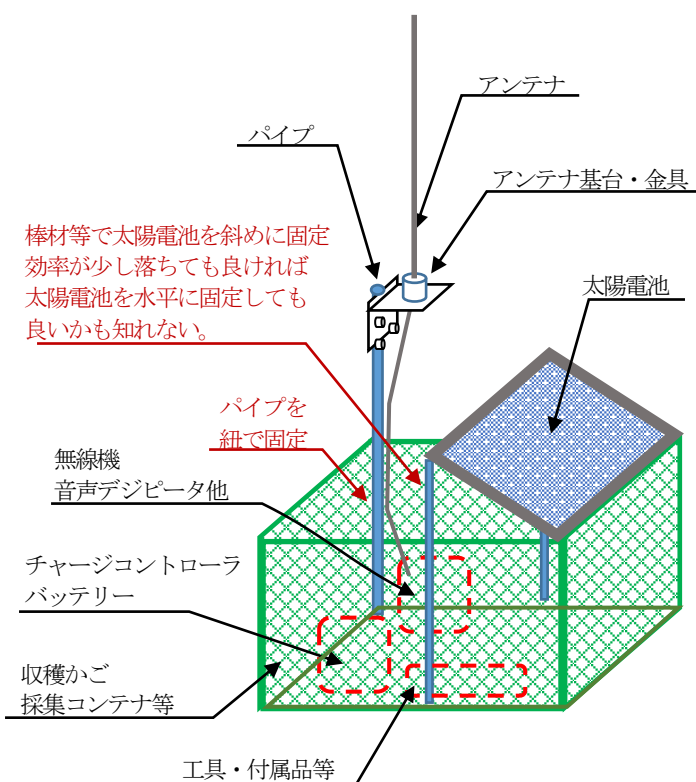 アンテナ
パイプ
アンテナ基台・金具
棒材等で太陽電池を斜めに固定
効率が少し落ちても良ければ
太陽電池を水平に固定しても
良いかも知れない。
太陽電池
パイプを
紐で固定
無線機
音声デジピータ他
チャージコントローラ
バッテリー
収穫かご
採集コンテナ等
工具・付属品等